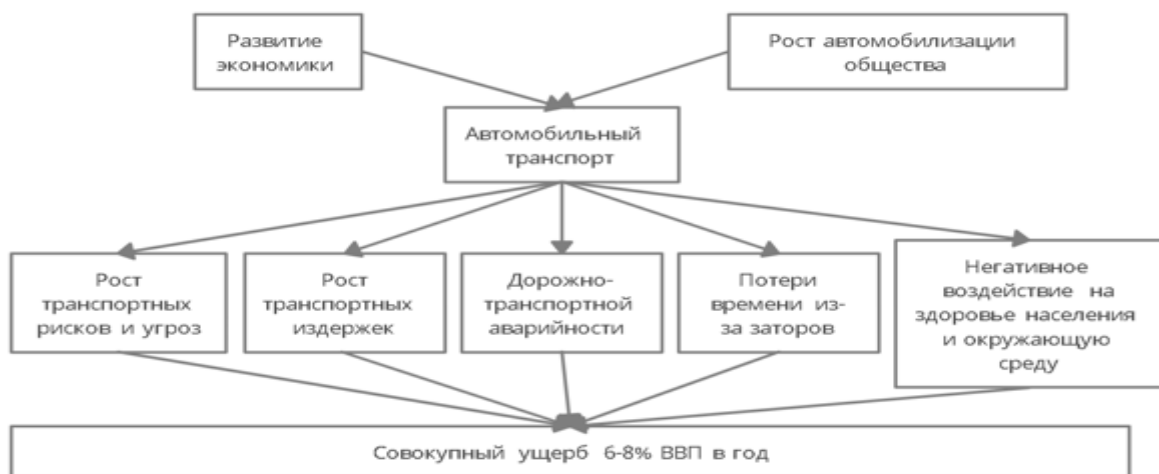 Развитие
экономики
Рост автомобилизации
общества
Автомобильный
транспорт
Рост
транспортных
рисков и угроз
Рост
транспортных
издержек
Дорожно-
транспортной
аварийности
Потери
времени из-
за заторов
Негативное
воздействие на
здоровье населения
и окружающую
среду
Совокупный ущерб 6-8% ВВП в год